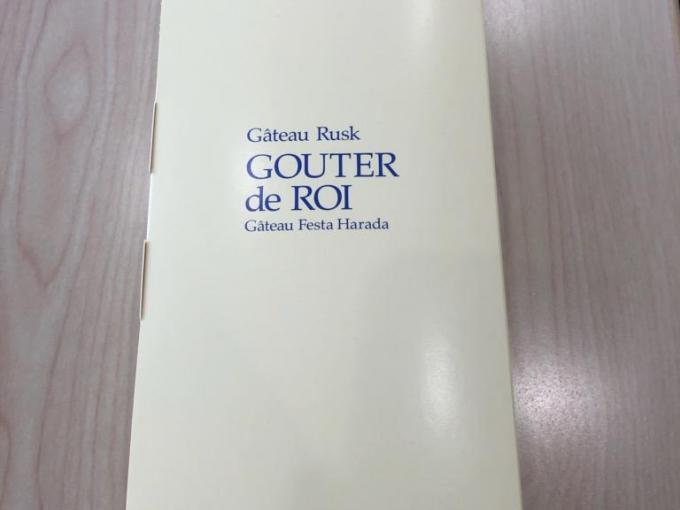 Gâteau Rusk
GOUTER
de ROI
Gâteau Festa Harada